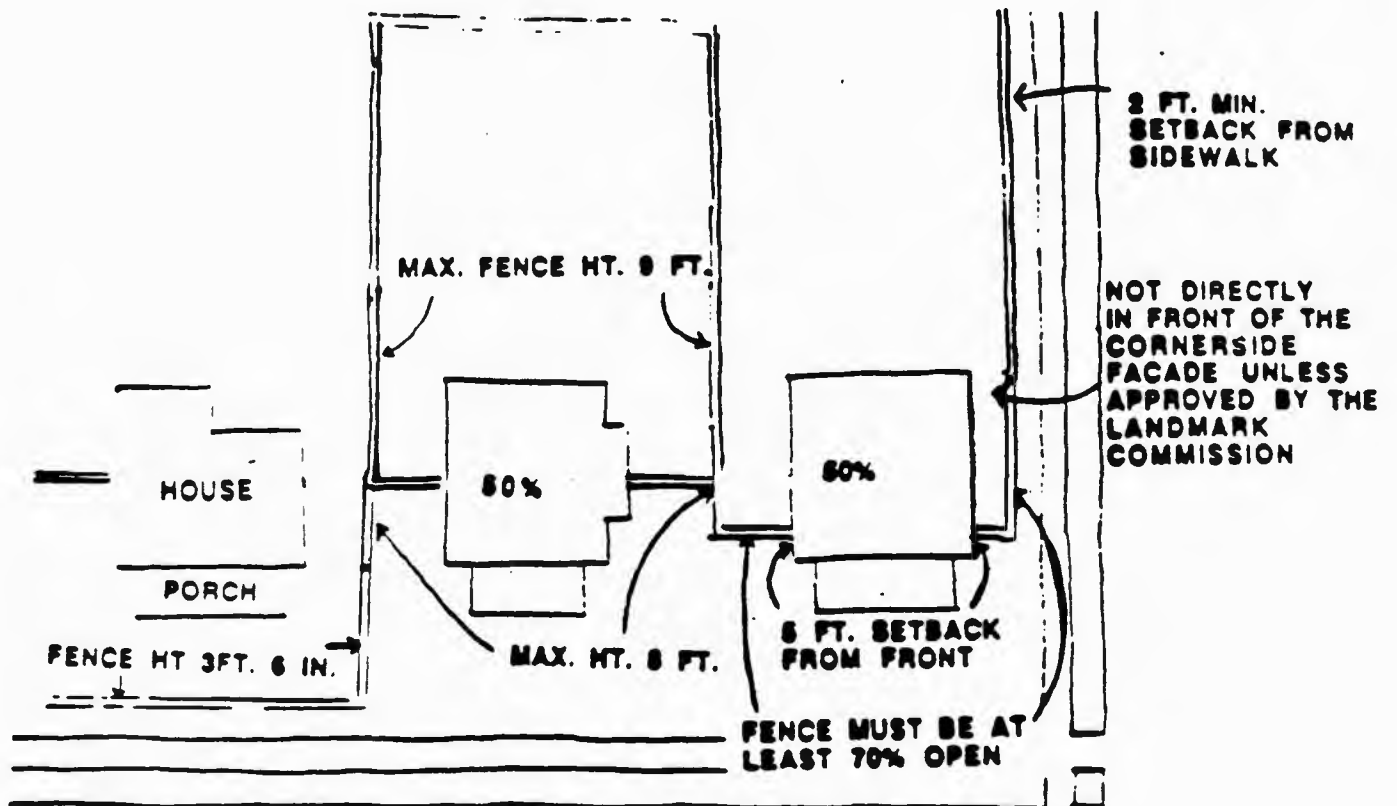 2 FT. MIN.
SETBACK FROM
SIDEWALK
MAX. FENCE HT. 9 FT.
NOT DIRECTLY
IN FRONT OF THE
CORNERSIDE
FACADE UNLESS
APPROVED BY THE
LANDMARK
COMMISSION
HOUSE
50%
50%
PORCH
FENCE HT 3FT. 6 IN.
MAX. HT. 8 FT.
5 FT. SETBACK
FROM FRONT
FENCE MUST BE AT
LEAST 70% OPEN